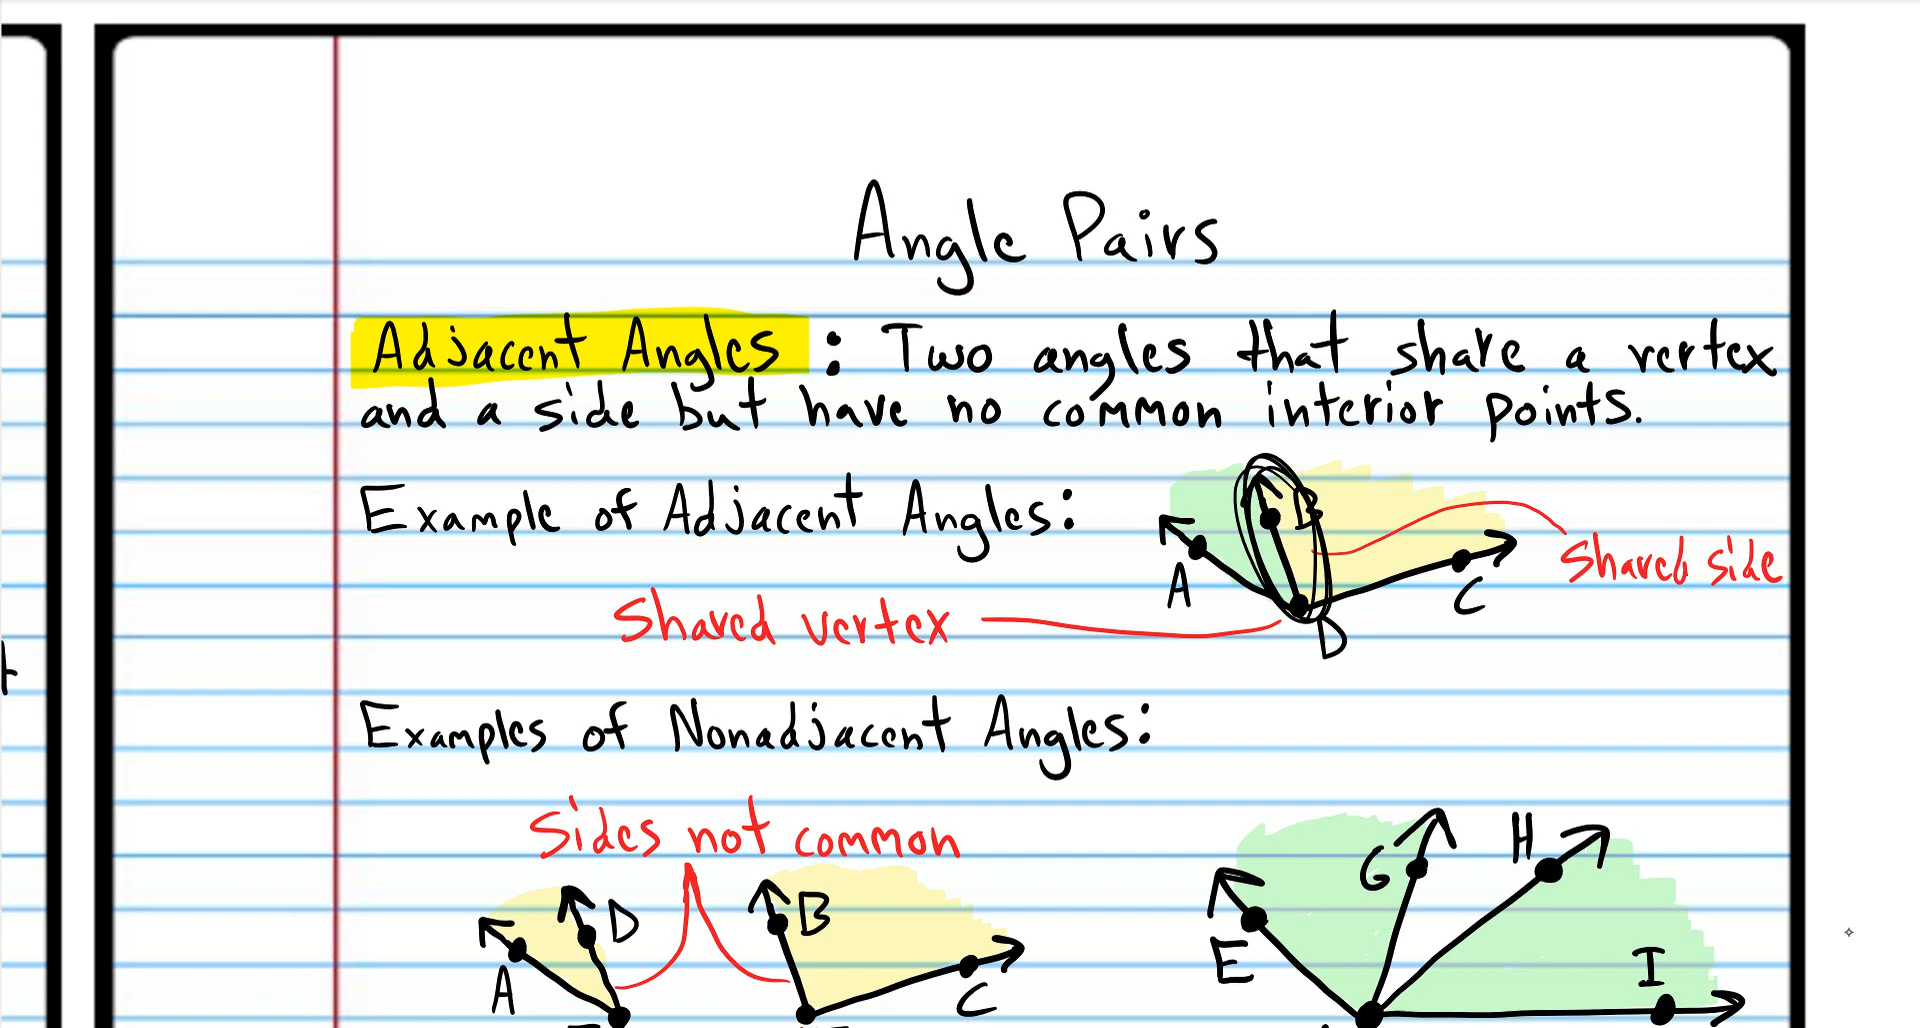 Angle Pairs
Adjacent Angles : Two angles that share a vertex
and a side but have no common interior points.
Example of Adjacent Angles:
B
A
C
Shared side
Shared vertex
D
Examples of Nonadjacent Angles:
Sides not common
A
D
B
C
E
G
H
I